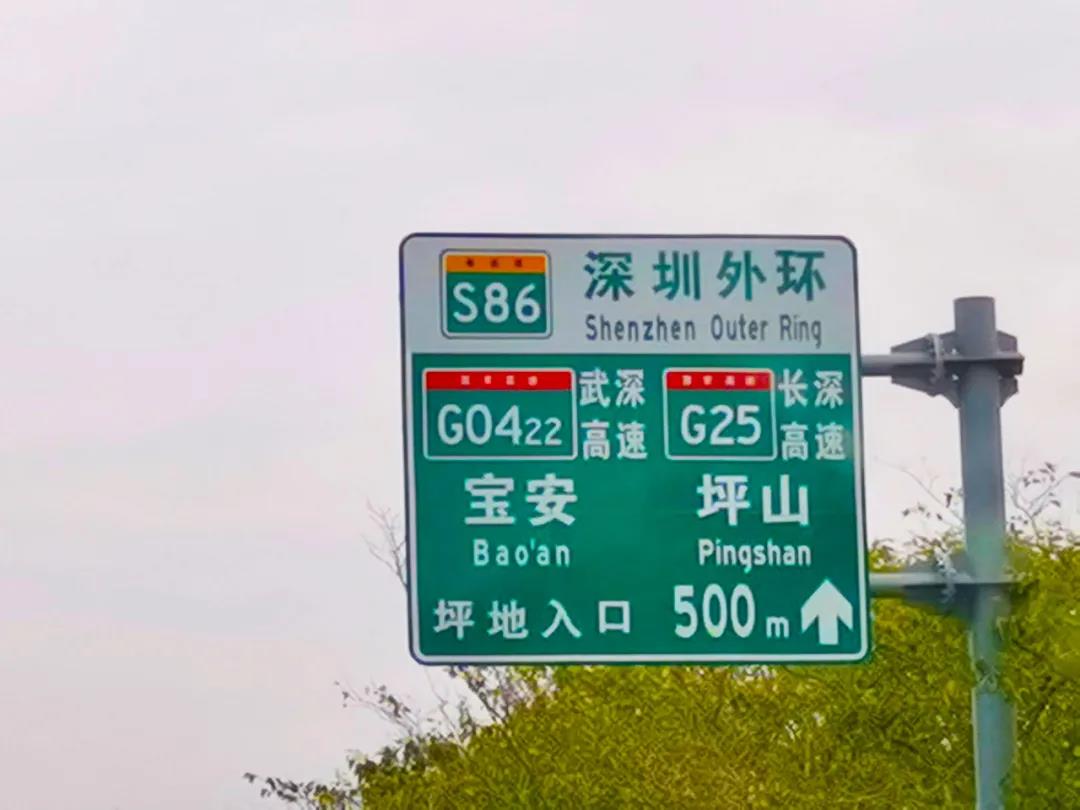 S86 深圳外环
Shenzhen Outer Ring
G0422 武深高速 G25 长深高速
宝安 坪山
Bao'an Pingshan
坪地入口 500m